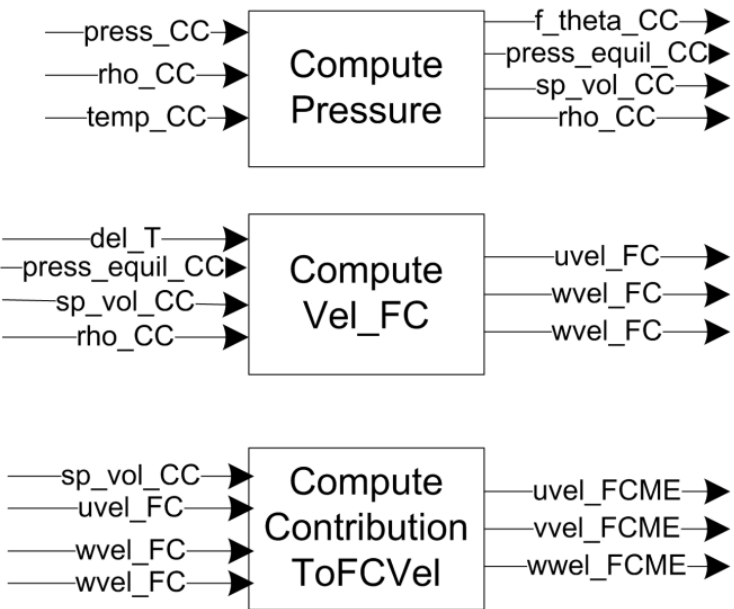 press_CC
rho_CC
temp_CC
Compute
Pressure
f_theta_CC
press_equil_CC
sp_vol_CC
rho_CC
del_T
press_equil_CC
sp_vol_CC
rho_CC
Compute
Vel_FC
uvel_FC
wvel_FC
wvel_FC
sp_vol_CC
uvel_FC
wvel_FC
wvel_FC
Compute
Contribution
ToFCVel
uvel_FCME
vvel_FCME
wwel_FCME